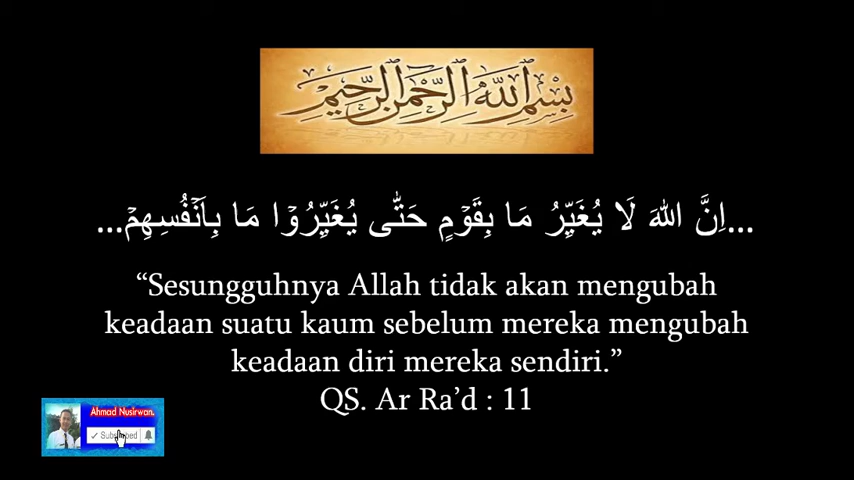 بِسْمِ اللّٰهِ الرَّحْمٰنِ الرَّحِيْمِ
...اِنَّ اللّٰهَ لَا يُغَيِّرُ مَا بِقَوْمٍ حَتّٰى يُغَيِّرُوْا مَا بِاَنْفُسِهِمْ...
“Sesungguhnya Allah tidak akan mengubah
keadaan suatu kaum sebelum mereka mengubah
keadaan diri mereka sendiri.”
QS. Ar Ra’d : 11
Ahmad Nusirwan.
Subscribed